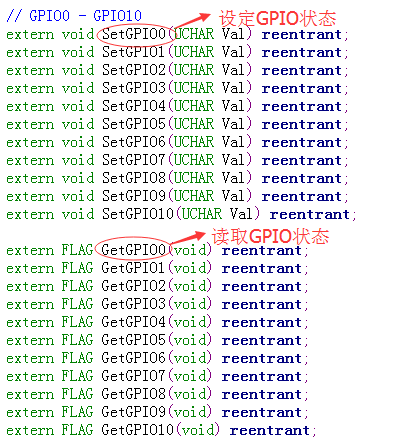 // GPIO0 - GPIO10
设定GPIO状态
extern void SetGPIO0(UCHAR Val) reentrant;
extern void SetGPIO1(UCHAR Val) reentrant;
extern void SetGPIO2(UCHAR Val) reentrant;
extern void SetGPIO3(UCHAR Val) reentrant;
extern void SetGPIO4(UCHAR Val) reentrant;
extern void SetGPIO5(UCHAR Val) reentrant;
extern void SetGPIO6(UCHAR Val) reentrant;
extern void SetGPIO7(UCHAR Val) reentrant;
extern void SetGPIO8(UCHAR Val) reentrant;
extern void SetGPIO9(UCHAR Val) reentrant;
extern void SetGPIO10(UCHAR Val) reentrant;
读取GPIO状态
extern FLAG GetGPIO0(void) reentrant;
extern FLAG GetGPIO1(void) reentrant;
extern FLAG GetGPIO2(void) reentrant;
extern FLAG GetGPIO3(void) reentrant;
extern FLAG GetGPIO4(void) reentrant;
extern FLAG GetGPIO5(void) reentrant;
extern FLAG GetGPIO6(void) reentrant;
extern FLAG GetGPIO7(void) reentrant;
extern FLAG GetGPIO8(void) reentrant;
extern FLAG GetGPIO9(void) reentrant;
extern FLAG GetGPIO10(void) reentrant;